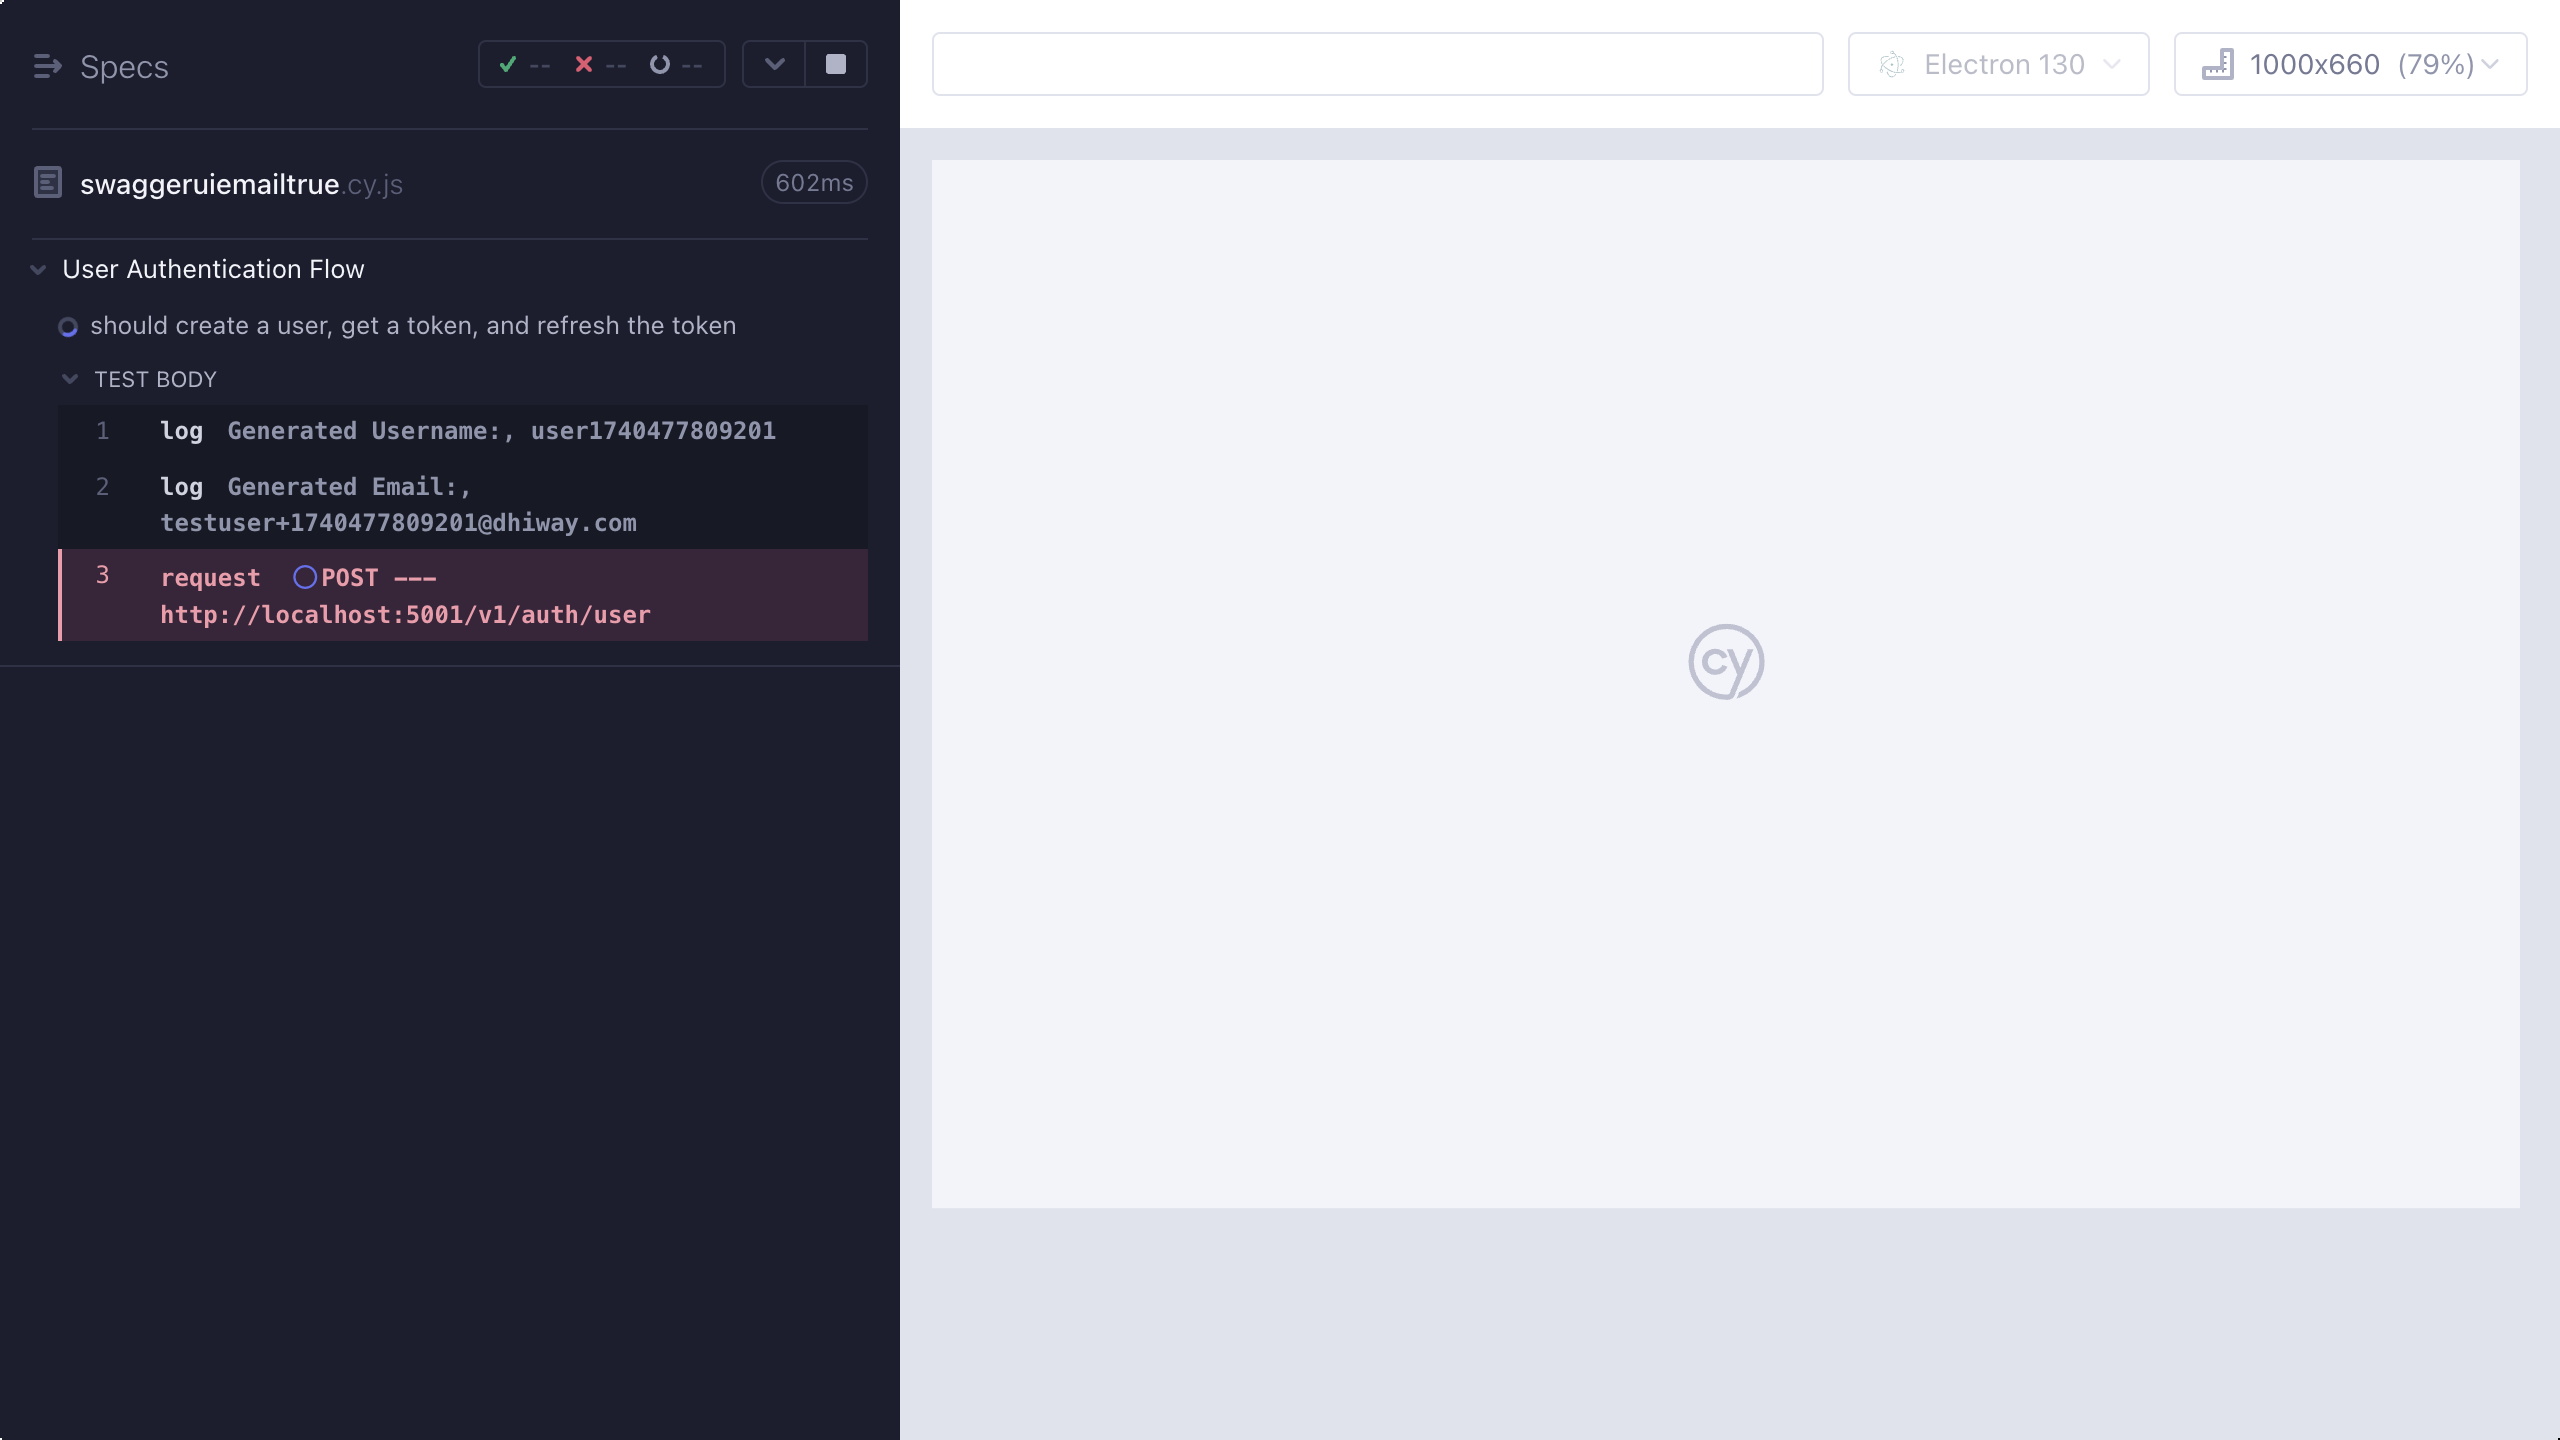 Specs
--
--
--
Electron 130
1000x660 (79%)
swaggeruiemailtrue.cy.js
602ms
User Authentication Flow
should create a user, get a token, and refresh the token
TEST BODY
1 log Generated Username:, user1740477809201
2 log Generated Email:,
testuser+1740477809201@dhiway.com
3 request POST ---
http://localhost:5001/v1/auth/user
cy